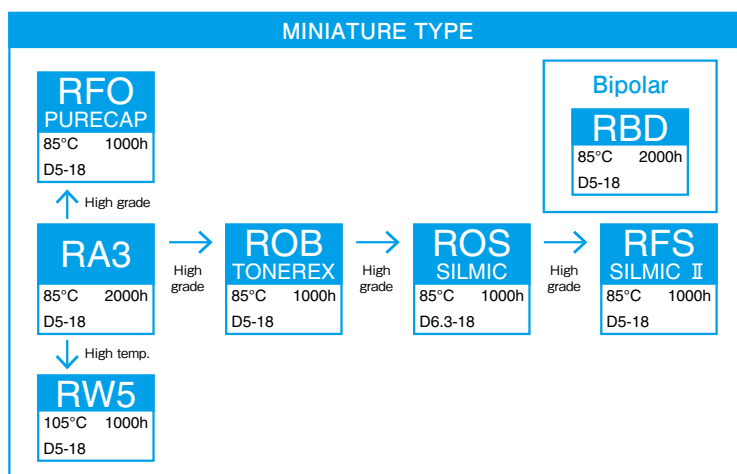 MINIATURE TYPE
RFO
PURECAP
85°C 1000h
D5-18
Bipolar
RBD
85°C 2000h
D5-18
High grade
RA3
85°C 2000h
D5-18
High
grade
ROB
TONEREX
85°C 1000h
D5-18
High
grade
ROS
SILMIC
85°C 1000h
D6.3-18
High
grade
RFS
SILMIC Ⅱ
85°C 1000h
D5-18
High temp.
RW5
105°C 1000h
D5-18